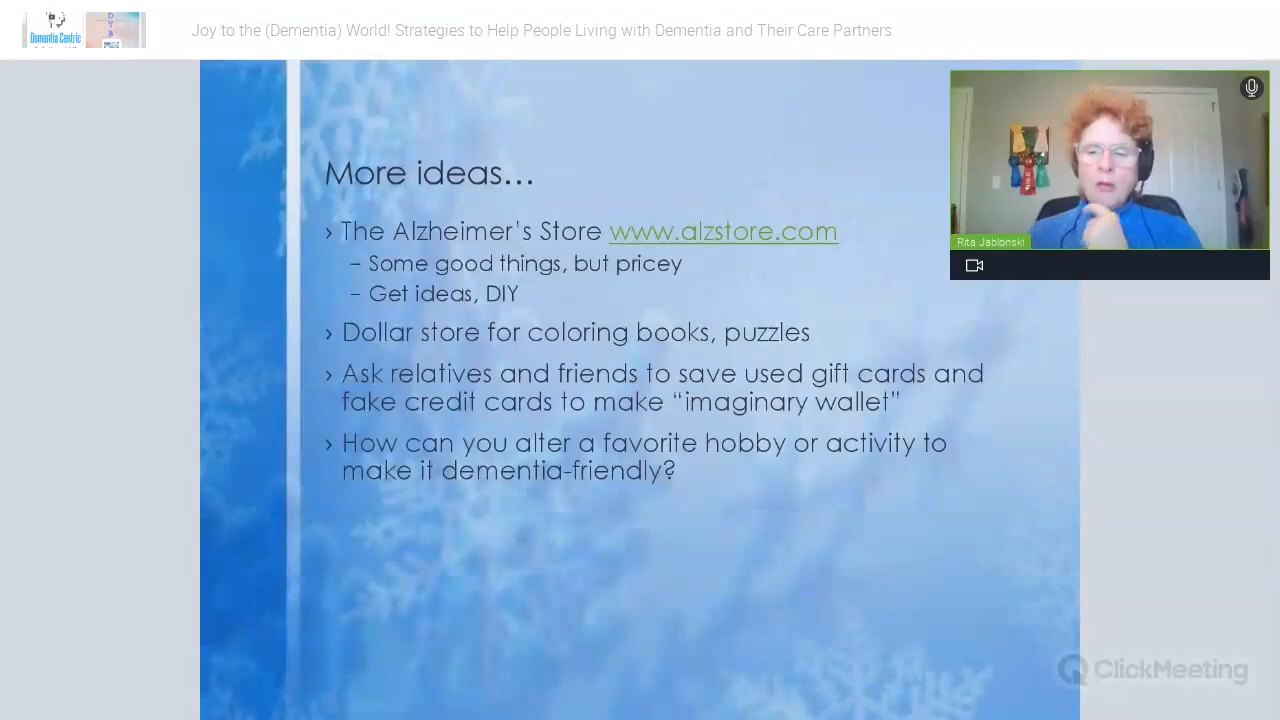 Dementia Centric
Joy to the (Dementia) World! Strategies to Help People Living with Dementia and Their Care Partners
More ideas…
› The Alzheimer's Store www.alzstore.com
– Some good things, but pricey
– Get ideas, DIY
› Dollar store for coloring books, puzzles
› Ask relatives and friends to save used gift cards and
fake credit cards to make “imaginary wallet”
› How can you alter a favorite hobby or activity to
make it dementia-friendly?
Rita Jablonski
ClickMeeting